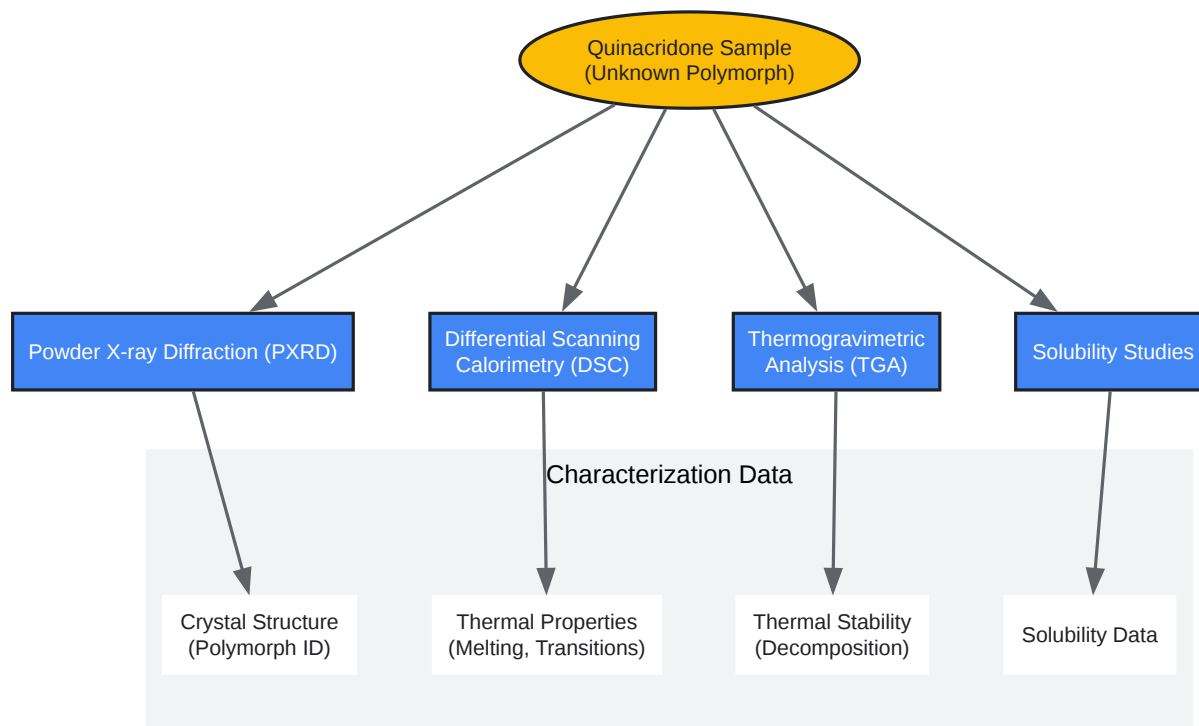 Quinacridone Sample
(Unknown Polymorph)
Powder X-ray Diffraction (PXRD)
Differential Scanning
Calorimetry (DSC)
Thermogravimetric
Analysis (TGA)
Solubility Studies
Characterization Data
Crystal Structure
(Polymorph ID)
Thermal Properties
(Melting, Transitions)
Thermal Stability
(Decomposition)
Solubility Data